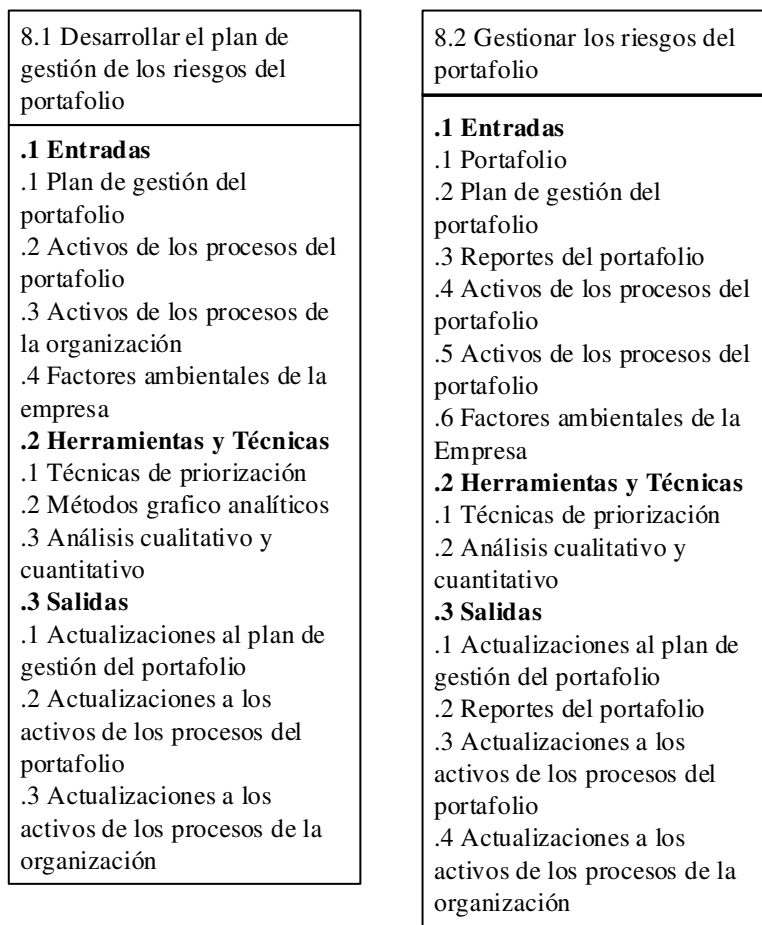 8.1 Desarrollar el plan de
gestión de los riesgos del
portafolio
.1 Entradas
.1 Plan de gestión del
portafolio
.2 Activos de los procesos del
portafolio
.3 Activos de los procesos de
la organización
.4 Factores ambientales de la
empresa
.2 Herramientas y Técnicas
.1 Técnicas de priorización
.2 Métodos grafico analíticos
.3 Análisis cualitativo y
cuantitativo
.3 Salidas
.1 Actualizaciones al plan de
gestión del portafolio
.2 Actualizaciones a los
activos de los procesos del
portafolio
.3 Actualizaciones a los
activos de los procesos de la
organización
8.2 Gestionar los riesgos del
portafolio
.1 Entradas
.1 Portafolio
.2 Plan de gestión del
portafolio
.3 Reportes del portafolio
.4 Activos de los procesos del
portafolio
.5 Activos de los procesos del
portafolio
.6 Factores ambientales de la
Empresa
.2 Herramientas y Técnicas
.1 Técnicas de priorización
.2 Análisis cualitativo y
cuantitativo
.3 Salidas
.1 Actualizaciones al plan de
gestión del portafolio
.2 Reportes del portafolio
.3 Actualizaciones a los
activos de los procesos del
portafolio
.4 Actualizaciones a los
activos de los procesos de la
organización